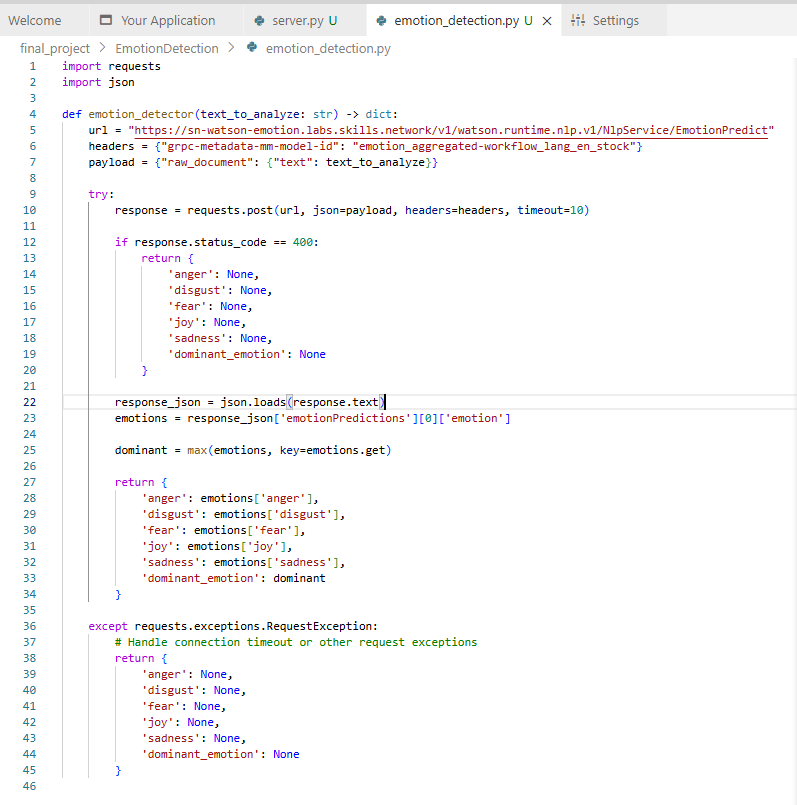 Welcome Your Application server.py U emotion_detection.py U × Settings
final_project > EmotionDetection > emotion_detection.py
1 import requests
2 import json
3
4 def emotion_detector(text_to_analyze: str) -> dict:
5     url = "https://sn-watson-emotion.labs.skills.network/v1/watson.runtime.nlp.v1/NlpService/EmotionPredict"
6     headers = {"grpc-metadata-mm-model-id": "emotion_aggregated-workflow_lang_en_stock"}
7     payload = {"raw_document": {"text": text_to_analyze}}
8
9     try:
10         response = requests.post(url, json=payload, headers=headers, timeout=10)
11
12         if response.status_code == 400:
13             return {
14                 'anger': None,
15                 'disgust': None,
16                 'fear': None,
17                 'joy': None,
18                 'sadness': None,
19                 'dominant_emotion': None
20             }
21
22         response_json = json.loads(response.text)
23         emotions = response_json['emotionPredictions'][0]['emotion']
24
25         dominant = max(emotions, key=emotions.get)
26
27         return {
28             'anger': emotions['anger'],
29             'disgust': emotions['disgust'],
30             'fear': emotions['fear'],
31             'joy': emotions['joy'],
32             'sadness': emotions['sadness'],
33             'dominant_emotion': dominant
34         }
35
36     except requests.exceptions.RequestException:
37         # Handle connection timeout or other request exceptions
38         return {
39             'anger': None,
40             'disgust': None,
41             'fear': None,
42             'joy': None,
43             'sadness': None,
44             'dominant_emotion': None
45         }
46